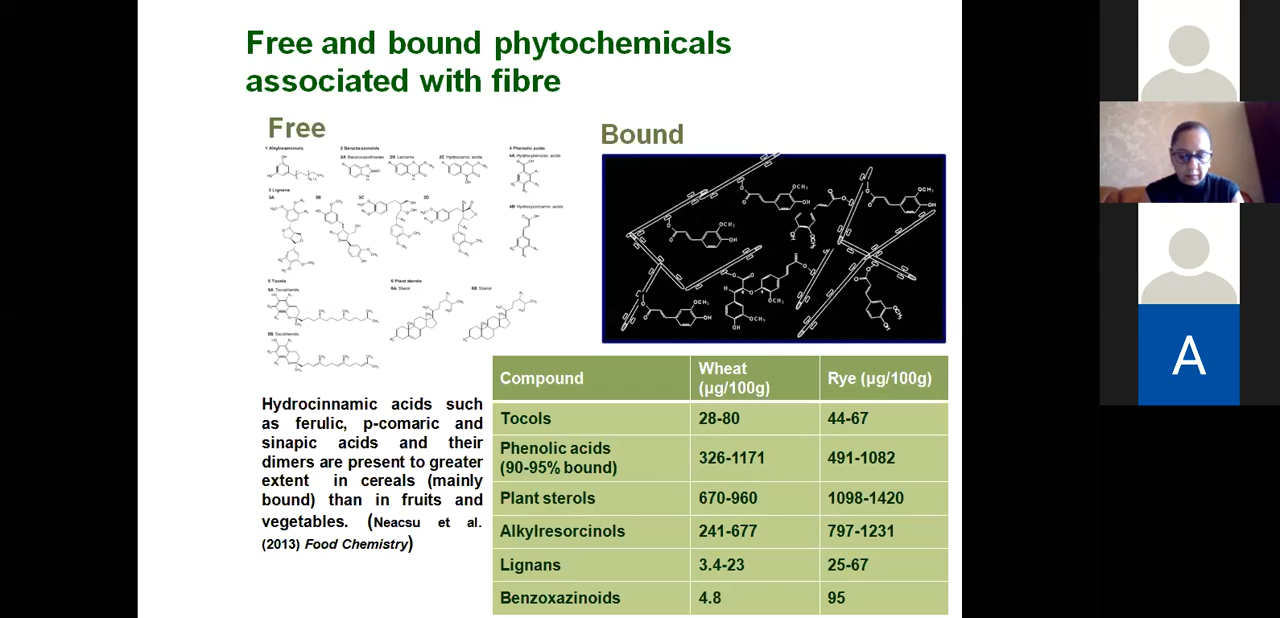 Free and bound phytochemicals
associated with fibre
Free
Bound
1 Alkylresorcinols
2 Benzoxazinoids
4 Phenolic acids
2B Lactams
2C Hydroxamic acids
4A Hydroxybenzoic acids
3 Lignans
3A
3B
3C
4B Hydroxycinnamic acids
5 Tocols
5A Tocopherols
6 Plant sterols
6A Sterol
6B Stanol
5B Tocotrienols
Hydrocinnamic acids such
as ferulic, p-comaric and
sinapic acids and their
dimers are present to greater
extent in cereals (mainly
bound) than in fruits and
vegetables. (Neacsu et al.
(2013) Food Chemistry)
Compound
Wheat
(µg/100g)
Rye (µg/100g)
Tocols
28-80
44-67
Phenolic acids
(90-95% bound)
326-1171
491-1082
Plant sterols
670-960
1098-1420
Alkylresorcinols
241-677
797-1231
Lignans
3.4-23
25-67
Benzoxazinoids
4.8
95
A